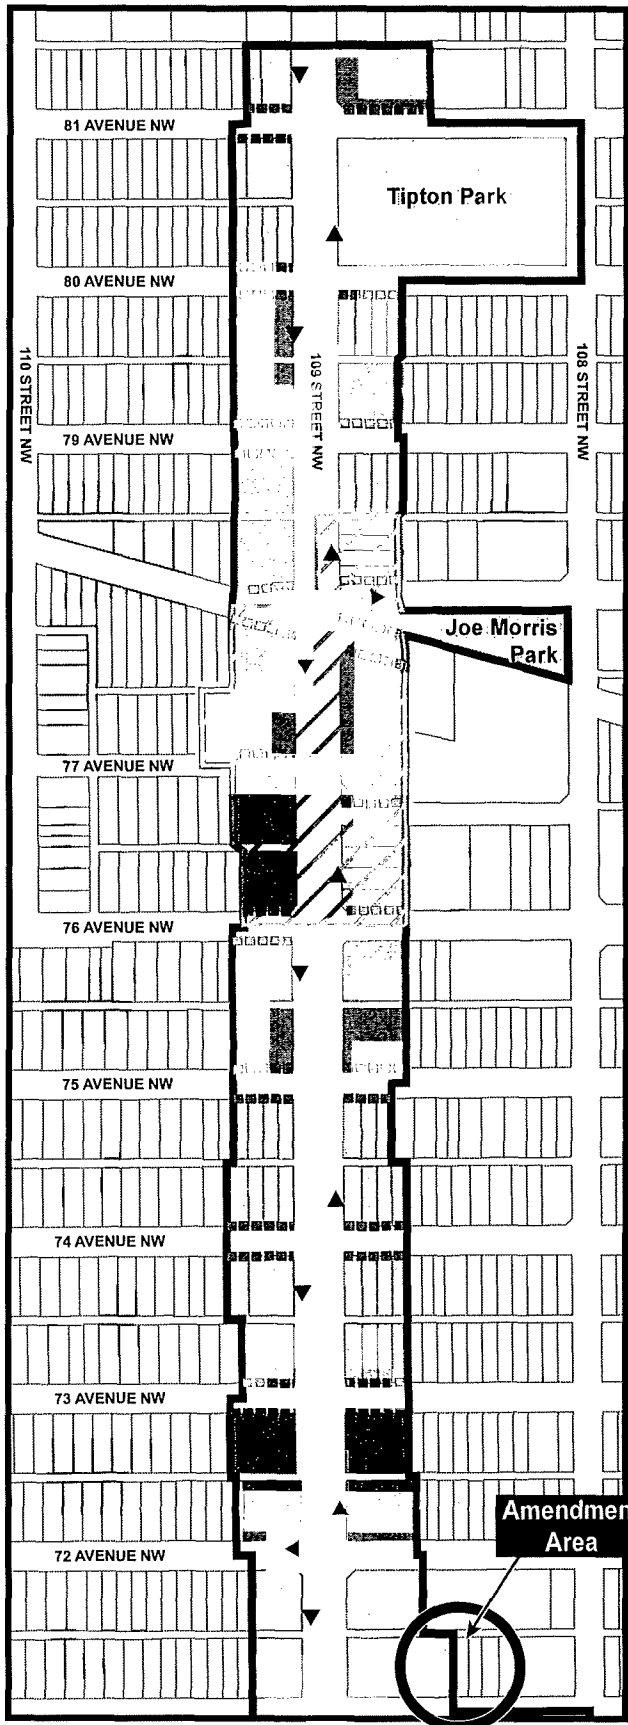 81 AVENUE NW
Tipton Park
80 AVENUE NW
110 STREET NW
109 STREET NW
108 STREET NW
79 AVENUE NW
Joe Morris
Park
77 AVENUE NW
76 AVENUE NW
75 AVENUE NW
74 AVENUE NW
73 AVENUE NW
Amendmen
Area
72 AVENUE NW